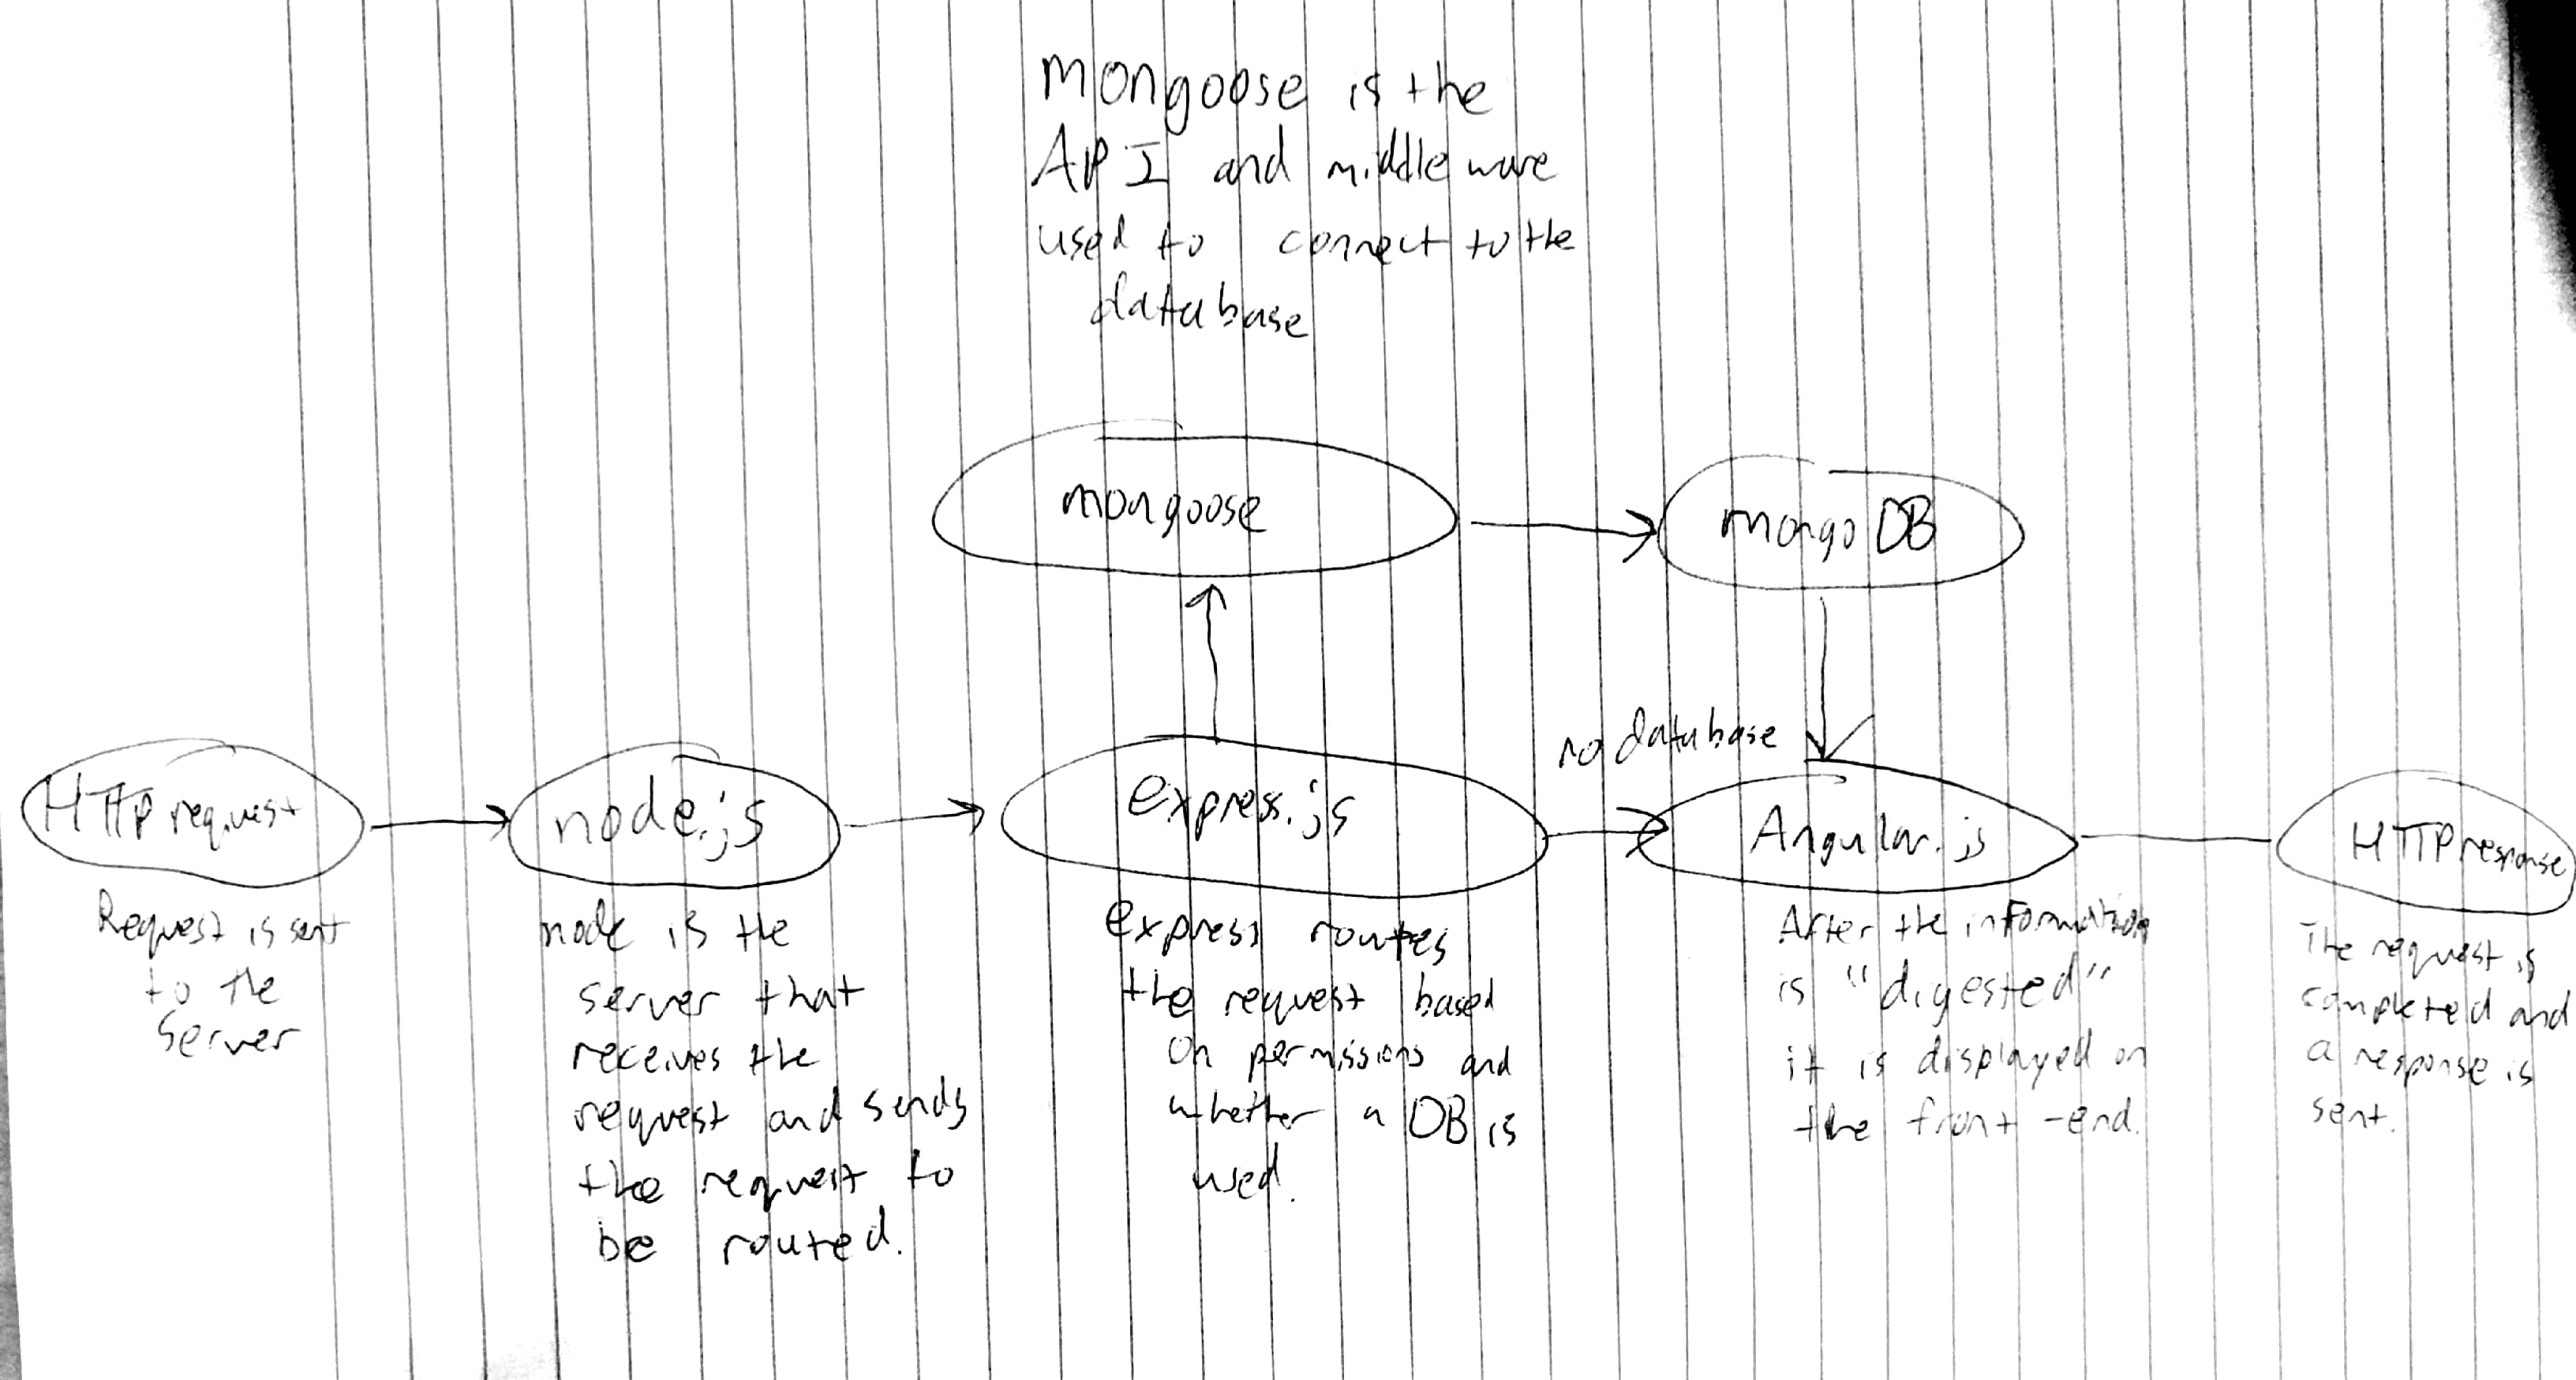 mongoose is the
API and middleware
used to connect to the
database
mongoose
mongoDB
no database
HTTP request
node.js
express.js
Angular.js
HTTP response
Request is sent
to the
Server
node is the
server that
receives the
request and sends
the request to
be routed.
express routes
the request based
on permissions and
whether a DB is
used.
After the information
is "digested"
it is displayed on
the front-end.
The request is
completed and
a response is
sent.